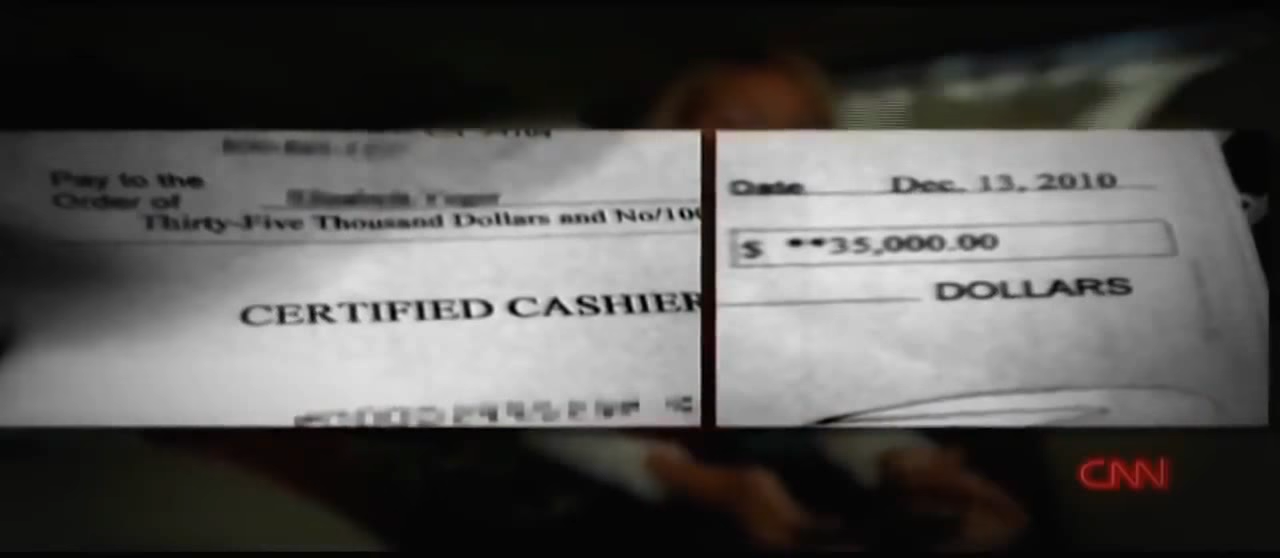 Pay to the
Order of
Thirty-Five Thousand Dollars and No/100
CERTIFIED CASHIER
Date Dec. 13, 2010
$ **35,000.00
DOLLARS
CNN